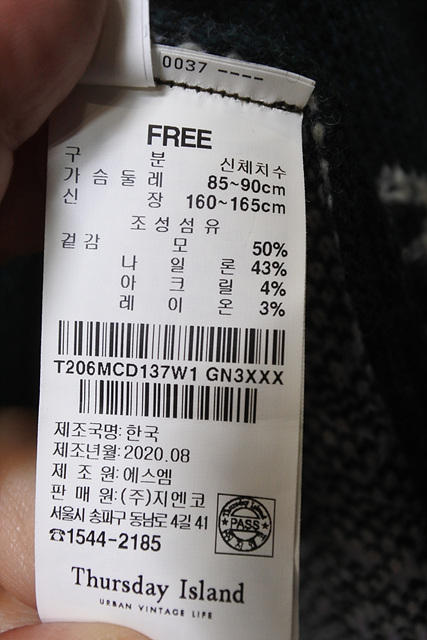 0037 ----
FREE
구 분 신체치수
가 슴 둘 레 85~90cm
신 장 160~165cm
조 성 섬 유
겉감 모 50%
나 일 론 43%
아 크 릴 4%
레 이 온 3%
T206MCD137W1 GN3XXX
제조국명: 한국
제조년월: 2020.08
제 조 원: 에스엠
판 매 원: (주)지엔코
서울시 송파구 동남로 4길 41
☎1544-2185
PASS
Thursday Island
URBAN VINTAGE LIFE